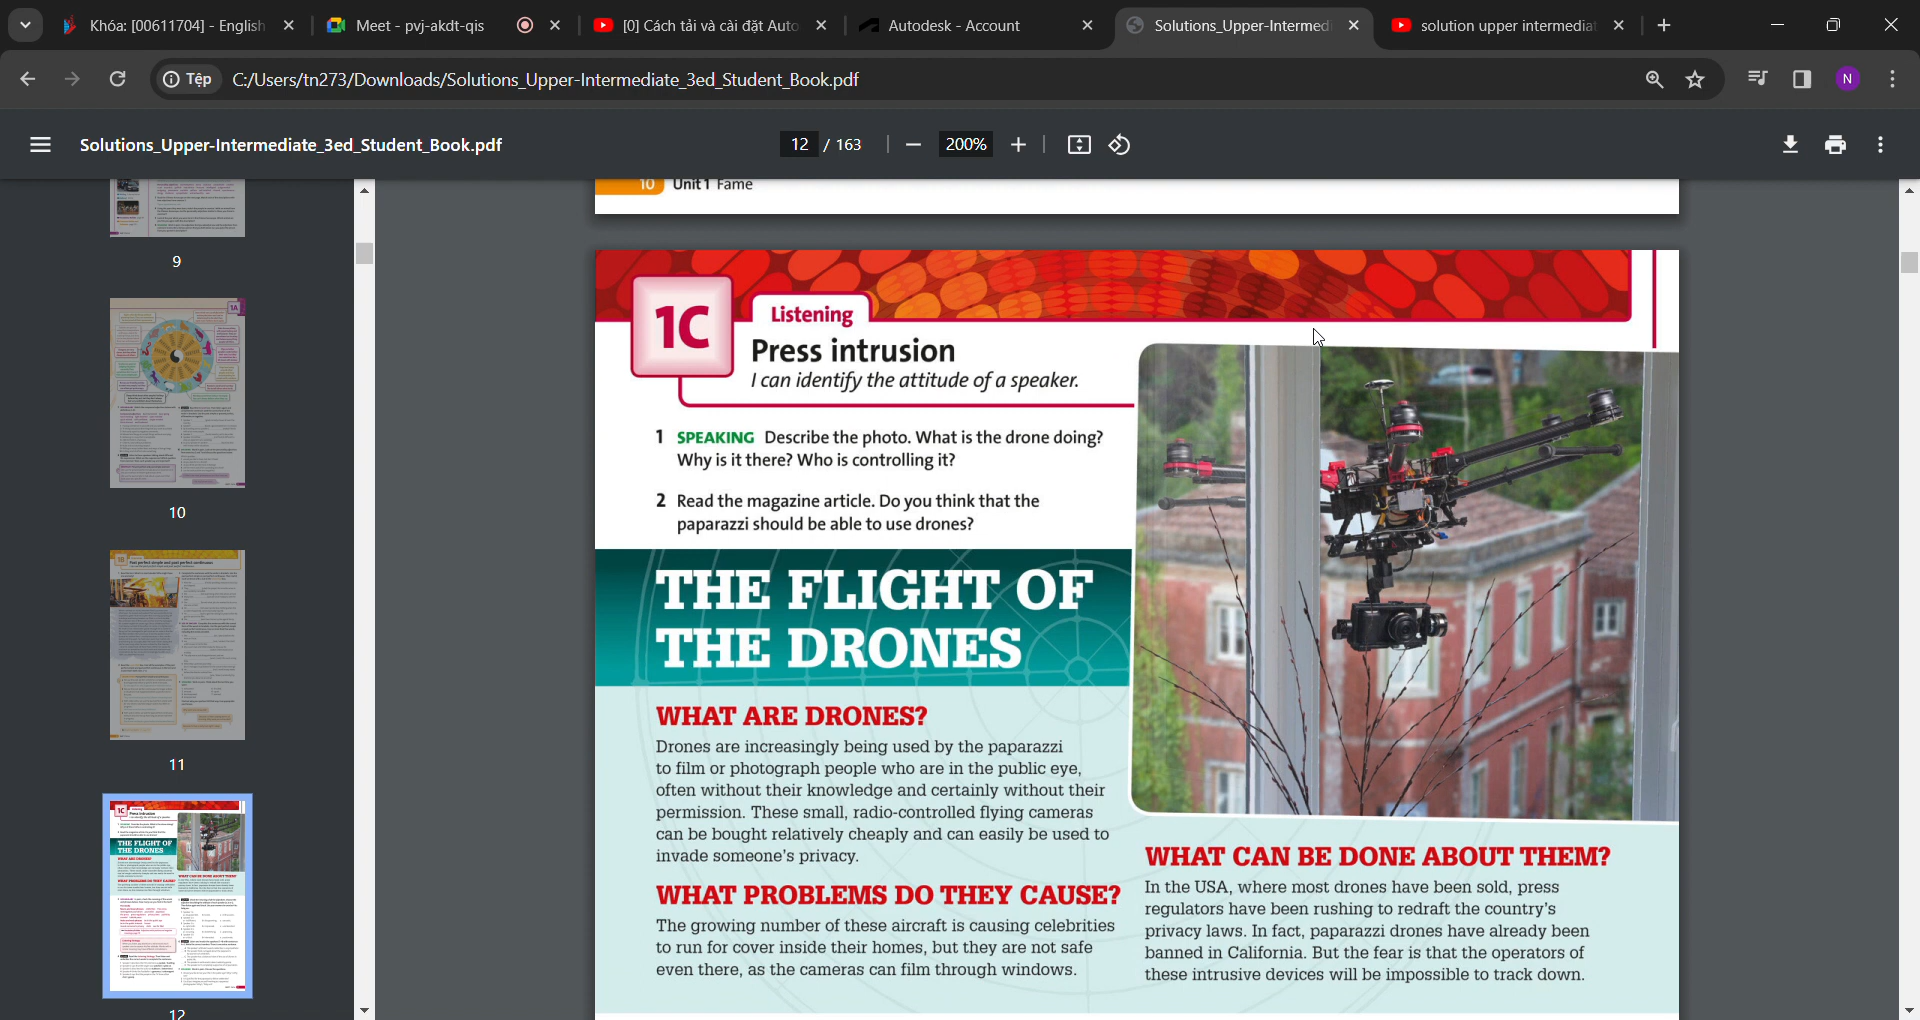 Khóa: [00611704] - English
Meet - pvj-akdt-qis
[0] Cách tải và cài đặt Auto
Autodesk - Account
Solutions_Upper-Intermedi
solution upper intermedia
Tệp
C:/Users/tn273/Downloads/Solutions_Upper-Intermediate_3ed_Student_Book.pdf
N
Solutions_Upper-Intermediate_3ed_Student_Book.pdf
12 / 163
200%
9
1A
10
11
12
10 Unit 1 Fame
1C
Listening
Press intrusion
I can identify the attitude of a speaker.
1 SPEAKING Describe the photo. What is the drone doing?
Why is it there? Who is controlling it?
2 Read the magazine article. Do you think that the
paparazzi should be able to use drones?
THE FLIGHT OF
THE DRONES
WHAT ARE DRONES?
Drones are increasingly being used by the paparazzi
to film or photograph people who are in the public eye,
often without their knowledge and certainly without their
permission. These small, radio-controlled flying cameras
can be bought relatively cheaply and can easily be used to
invade someone's privacy.
WHAT PROBLEMS DO THEY CAUSE?
The growing number of these aircraft is causing celebrities
to run for cover inside their homes, but they are not safe
even there, as the cameras can film through windows.
WHAT CAN BE DONE ABOUT THEM?
In the USA, where most drones have been sold, press
regulators have been rushing to redraft the country's
privacy laws. In fact, paparazzi drones have already been
banned in California. But the fear is that the operators of
these intrusive devices will be impossible to track down.